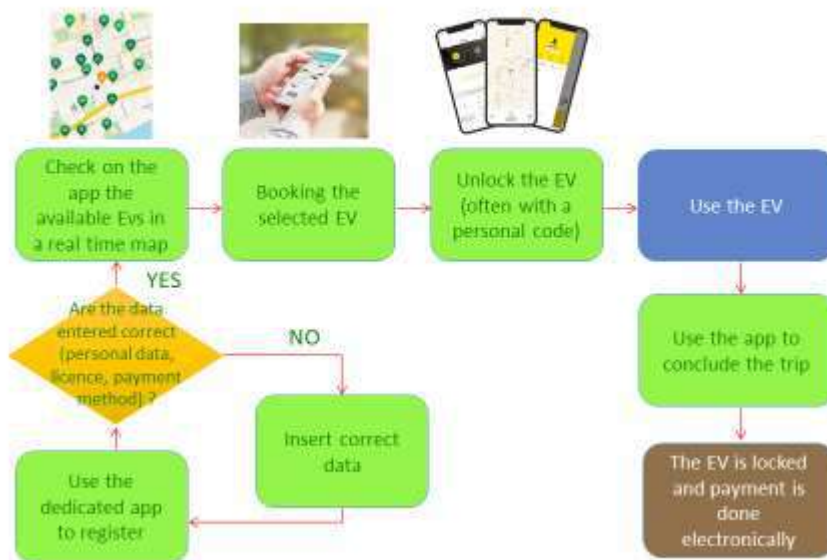 Check on the
app the
available Evs in
a real time map
Booking the
selected EV
Unlock the EV
(often with a
personal code)
Use the EV
YES
Are the data
entered correct
(personal data,
licence, payment
method) ?
NO
Use the app to
conclude the trip
Insert correct
data
Use the
dedicated app
to register
The EV is locked
and payment is
done
electronically